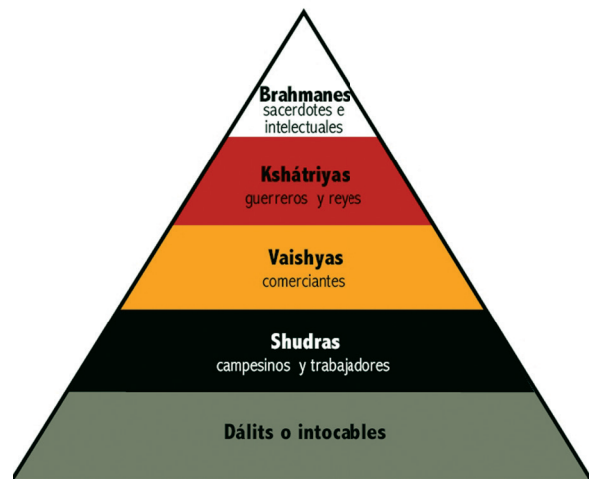 Brahmanes
sacerdotes e
intelectuales
Kshátriyas
guerreros y reyes
Vaishyas
comerciantes
Shudras
campesinos y trabajadores
Dálits o intocables